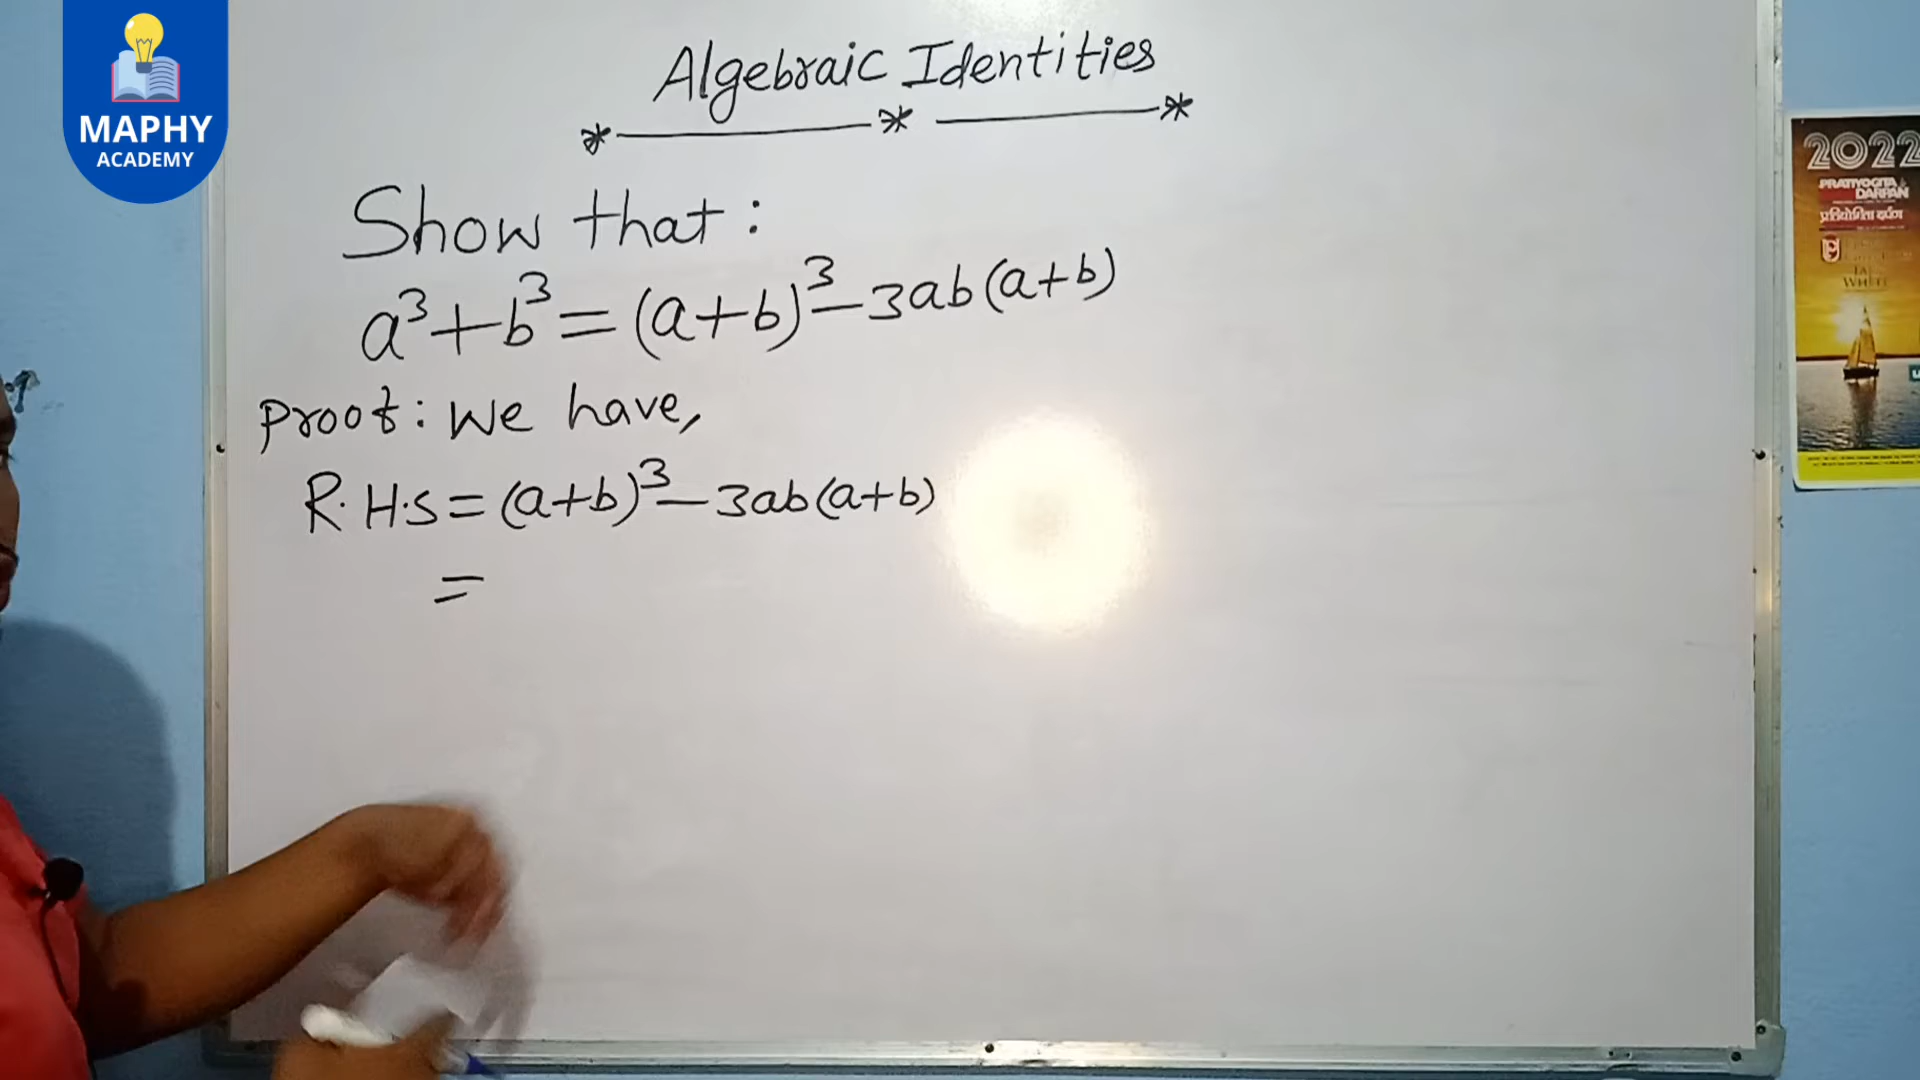 MAPHY
ACADEMY
Algebraic Identities
Show that:
a³+b³=(a+b)³-3ab(a+b)
Proof: We have,
R.H.S=(a+b)³-3ab(a+b)
=
2022
PRATIYOGITA
DARPAN
प्रतियोगिता दर्पण